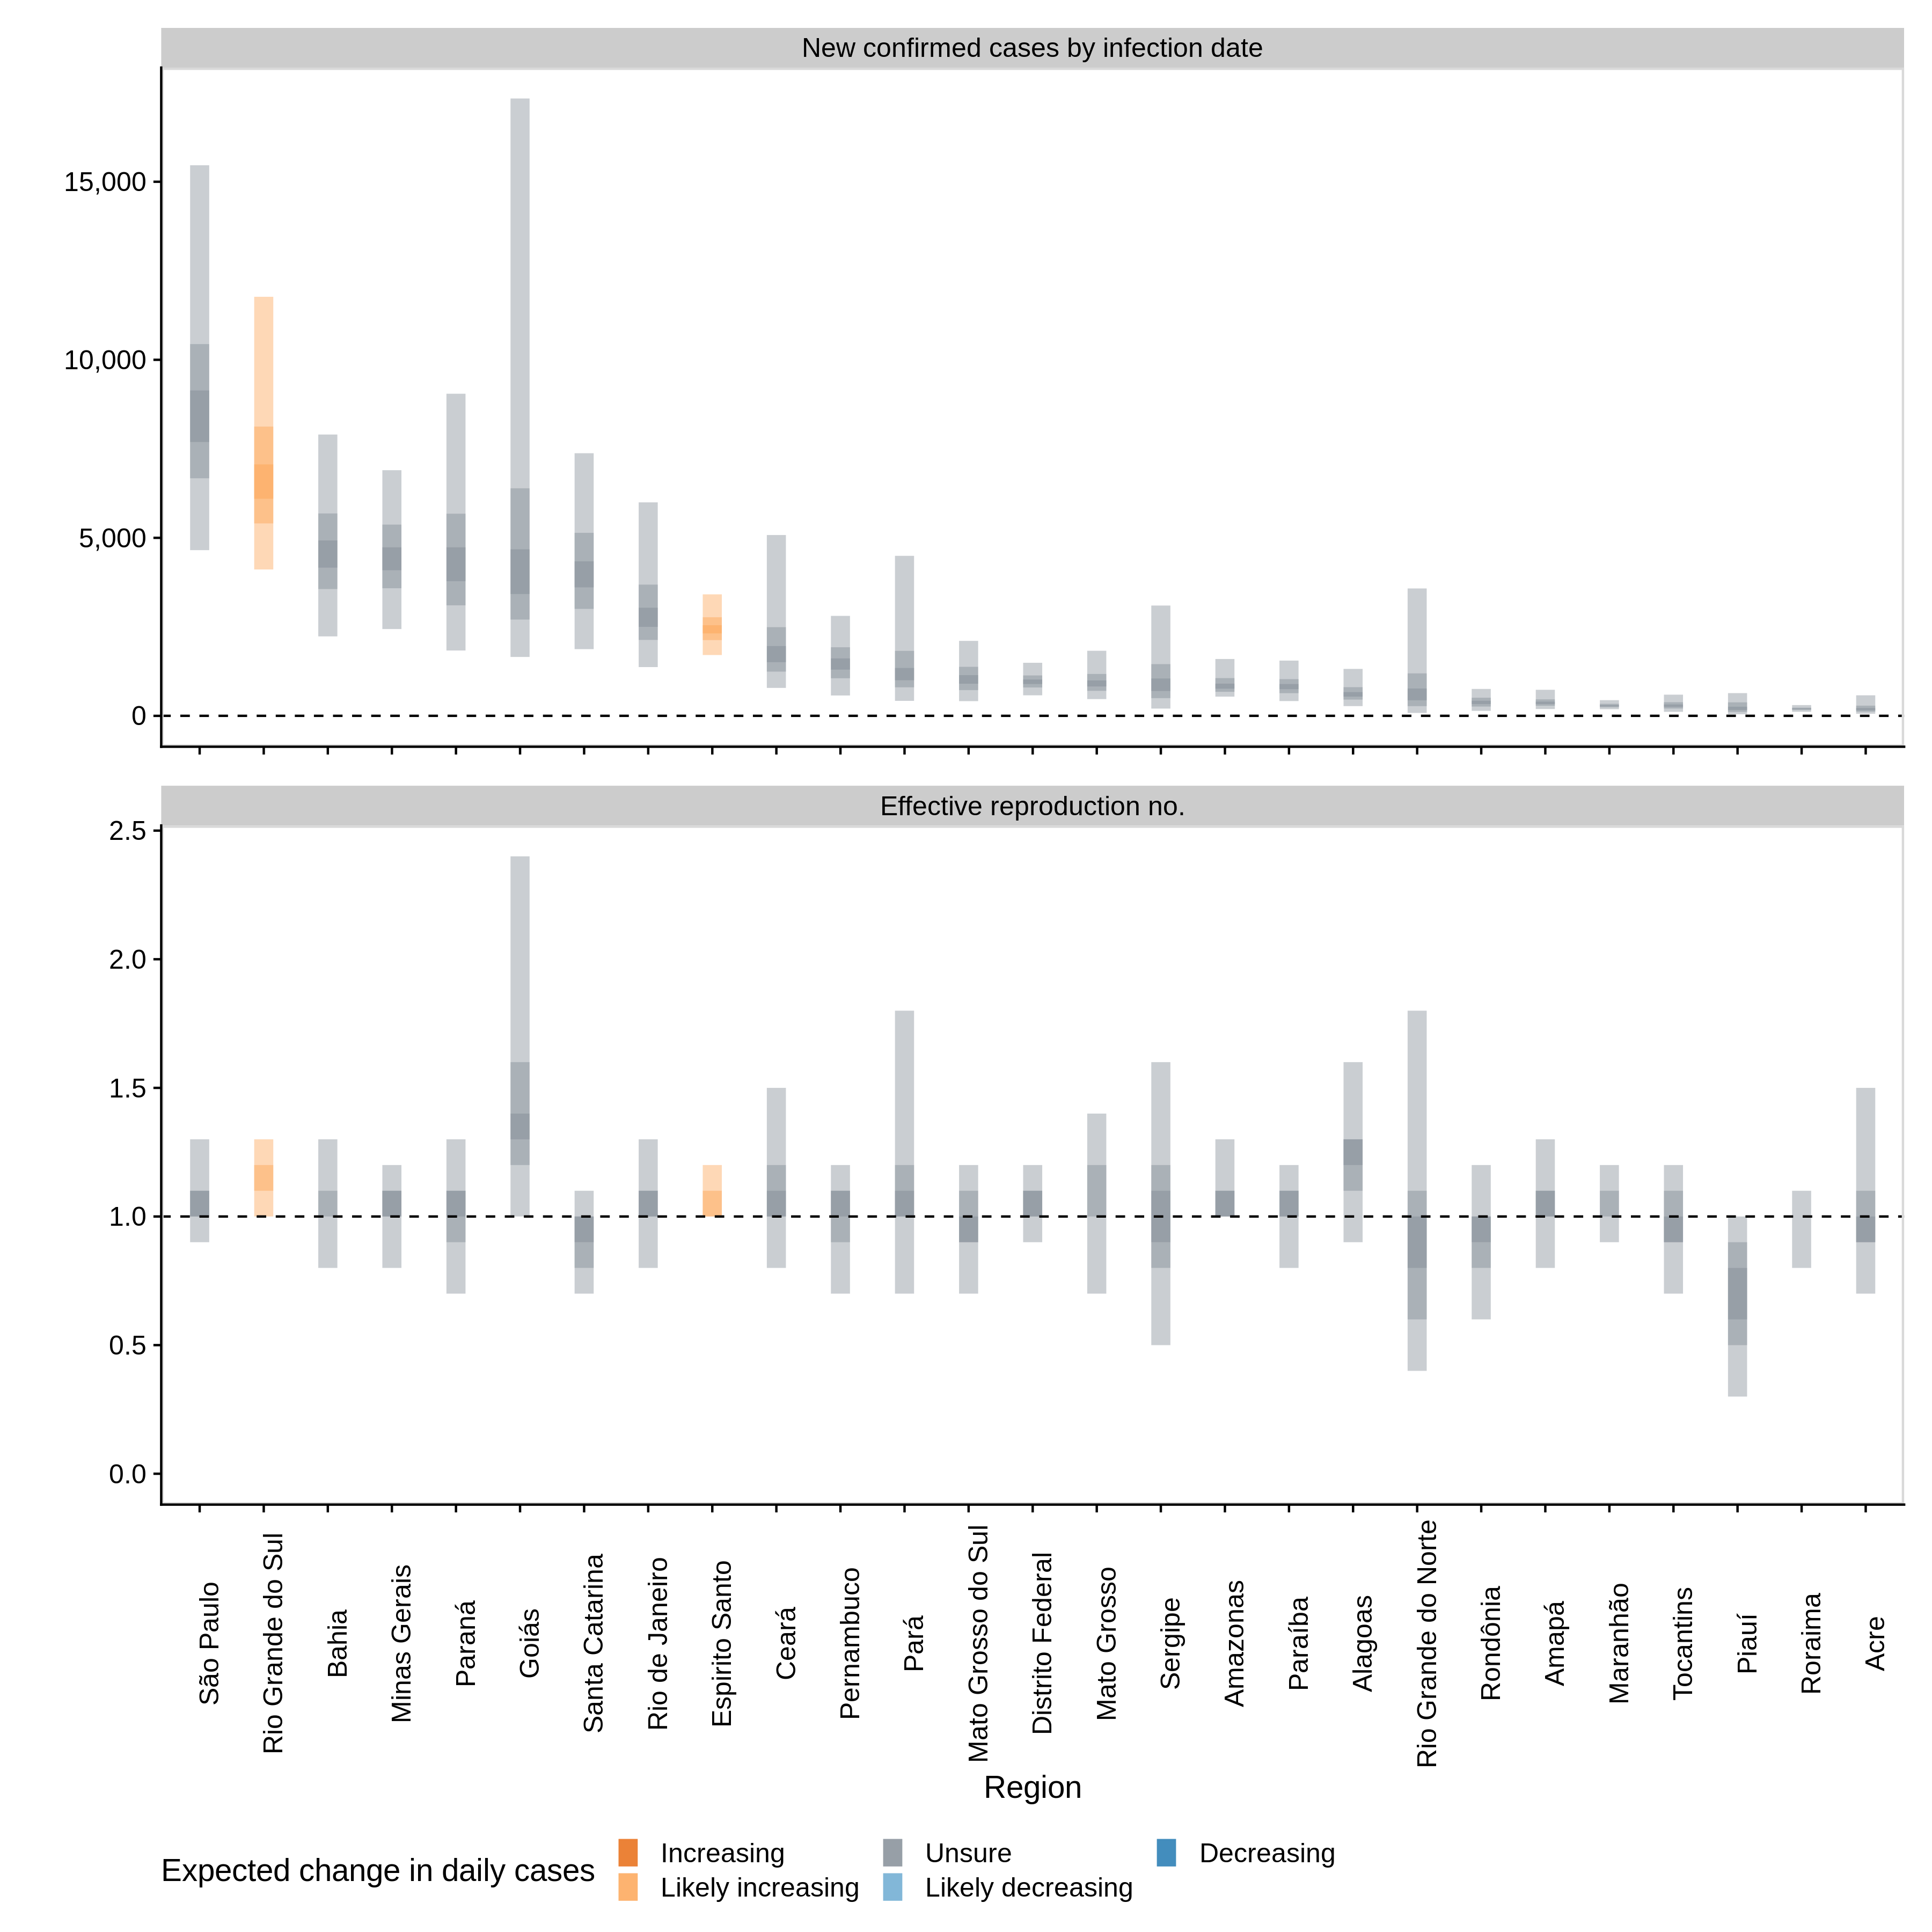 New confirmed cases by infection date
15,000
10,000
5,000
0
Effective reproduction no.
2.5
2.0
1.5
1.0
0.5
0.0
São Paulo
Rio Grande do Sul
Bahia
Minas Gerais
Paraná
Goiás
Santa Catarina
Rio de Janeiro
Espirito Santo
Ceará
Pernambuco
Pará
Mato Grosso do Sul
Distrito Federal
Mato Grosso
Sergipe
Amazonas
Paraíba
Alagoas
Rio Grande do Norte
Rondônia
Amapá
Maranhão
Tocantins
Piauí
Roraima
Acre
Region
Expected change in daily cases
Increasing
Likely increasing
Unsure
Likely decreasing
Decreasing